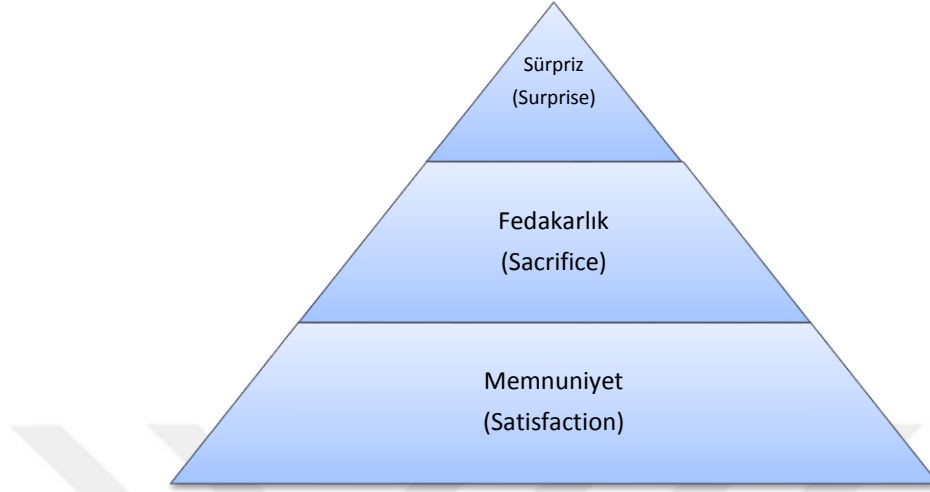 Sürpriz
(Surprise)
Fedakarlık
(Sacrifice)
Memnuniyet
(Satisfaction)